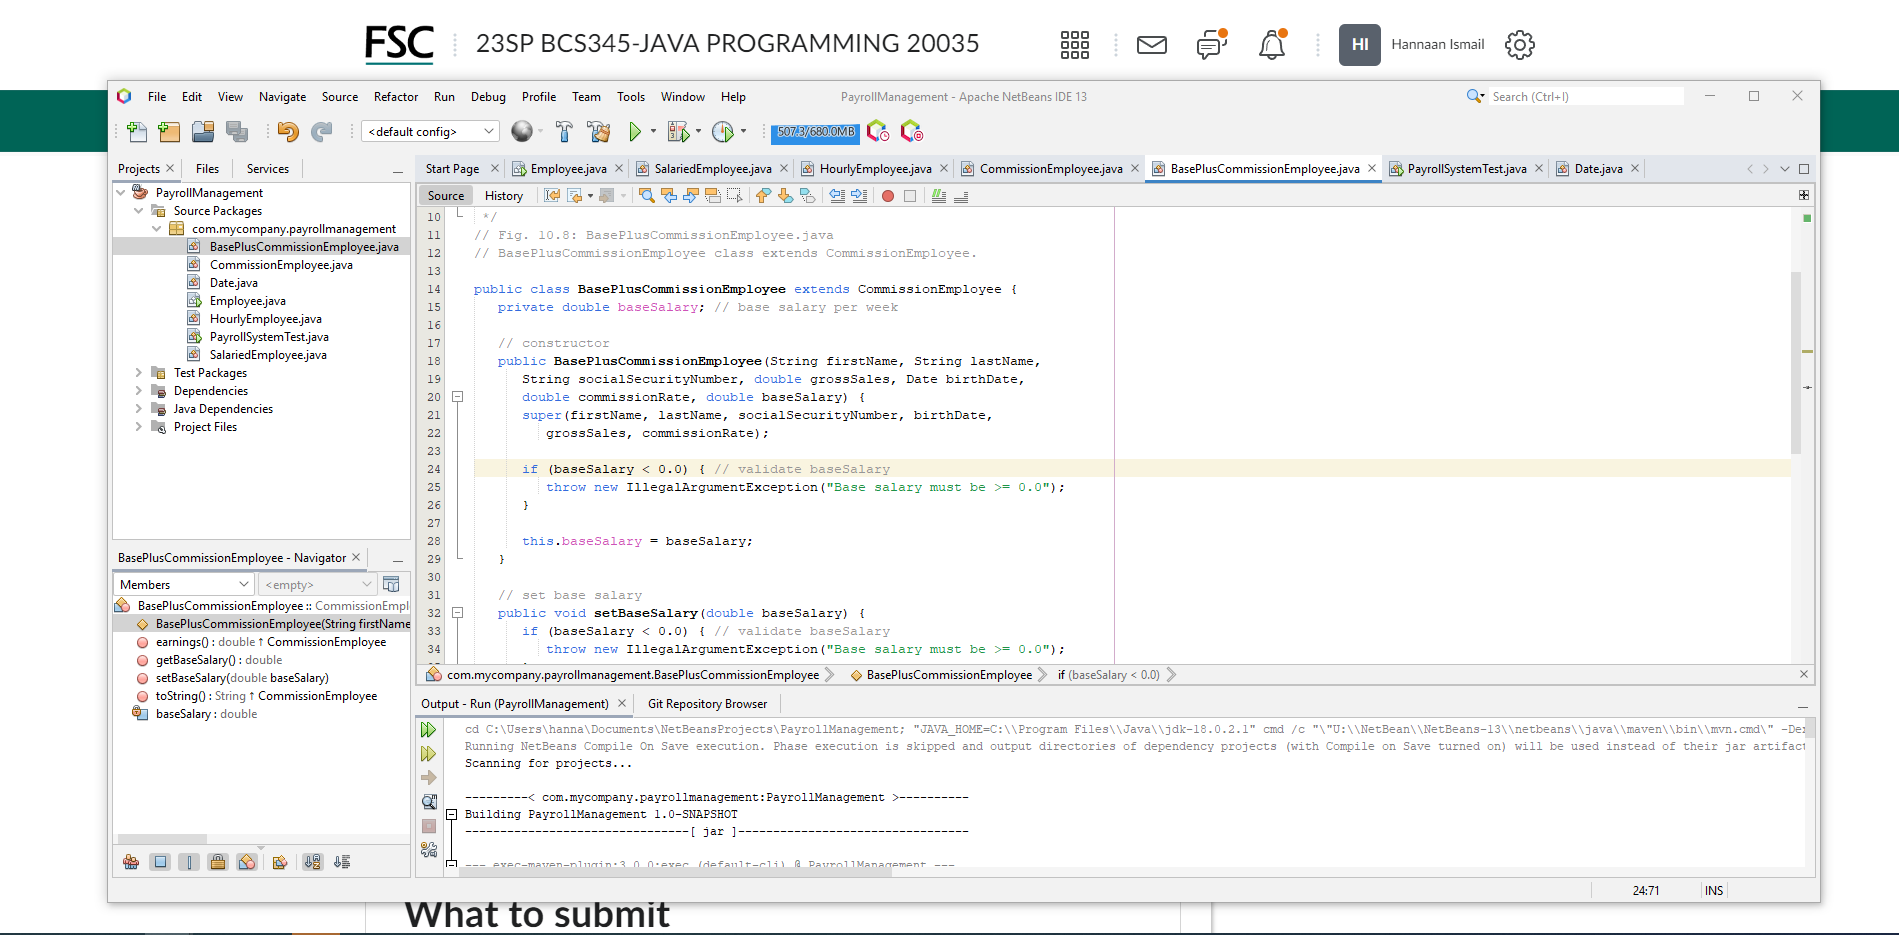 FSC
23SP BCS345-JAVA PROGRAMMING 20035
HI
Hannaan Ismail
File Edit View Navigate Source Refactor Run Debug Profile Team Tools Window Help
PayrollManagement - Apache NetBeans IDE 13
Search (Ctrl+I)
<default config>
507.3/680.0MB
Projects Files Services
PayrollManagement
Source Packages
com.mycompany.payrollmanagement
BasePlusCommissionEmployee.java
CommissionEmployee.java
Date.java
Employee.java
HourlyEmployee.java
PayrollSystemTest.java
SalariedEmployee.java
Test Packages
Dependencies
Java Dependencies
Project Files
BasePlusCommissionEmployee - Navigator
Members
<empty>
BasePlusCommissionEmployee :: CommissionEmpl
BasePlusCommissionEmployee(String firstName
earnings() : double ↑ CommissionEmployee
getBaseSalary() : double
setBaseSalary(double baseSalary)
toString() : String ↑ CommissionEmployee
baseSalary : double
Start Page Employee.java SalariedEmployee.java HourlyEmployee.java CommissionEmployee.java BasePlusCommissionEmployee.java PayrollSystemTest.java Date.java
Source History
10 */
11 // Fig. 10.8: BasePlusCommissionEmployee.java
12 // BasePlusCommissionEmployee class extends CommissionEmployee.
13
14 public class BasePlusCommissionEmployee extends CommissionEmployee {
15 private double baseSalary; // base salary per week
16
17 // constructor
18 public BasePlusCommissionEmployee(String firstName, String lastName,
19 String socialSecurityNumber, double grossSales, Date birthDate,
20 double commissionRate, double baseSalary) {
21 super(firstName, lastName, socialSecurityNumber, birthDate,
22 grossSales, commissionRate);
23
24 if (baseSalary < 0.0) { // validate baseSalary
25 throw new IllegalArgumentException("Base salary must be >= 0.0");
26 }
27
28 this.baseSalary = baseSalary;
29 }
30
31 // set base salary
32 public void setBaseSalary(double baseSalary) {
33 if (baseSalary < 0.0) { // validate baseSalary
34 throw new IllegalArgumentException("Base salary must be >= 0.0");
com.mycompany.payrollmanagement.BasePlusCommissionEmployee BasePlusCommissionEmployee if (baseSalary < 0.0)
Output - Run (PayrollManagement) Git Repository Browser
cd C:\Users\hanna\Documents\NetBeansProjects\PayrollManagement; "JAVA_HOME=C:\\Program Files\\Java\\jdk-18.0.2.1" cmd /c "\"U:\\NetBean\\NetBeans-13\\netbeans\\java\\maven\\bin\\mvn.cmd\" -De
Running NetBeans Compile On Save execution. Phase execution is skipped and output directories of dependency projects (with Compile on Save turned on) will be used instead of their jar artifact
Scanning for projects...
---------< com.mycompany.payrollmanagement:PayrollManagement >----------
Building PayrollManagement 1.0-SNAPSHOT
--------------------------------[ jar ]---------------------------------
--- exec-maven-plugin:3.0.0:exec (default-cli) @ PayrollManagement ---
24:71
INS
What to submit